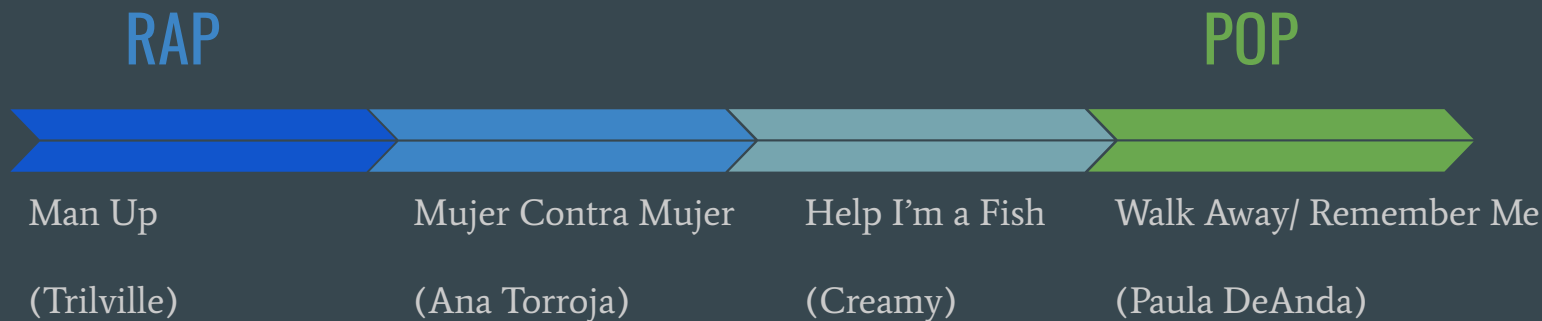 RAP POP
Man Up Mujer Contra Mujer Help I’m a Fish Walk Away/ Remember Me
(Trilville) (Ana Torroja) (Creamy) (Paula DeAnda)